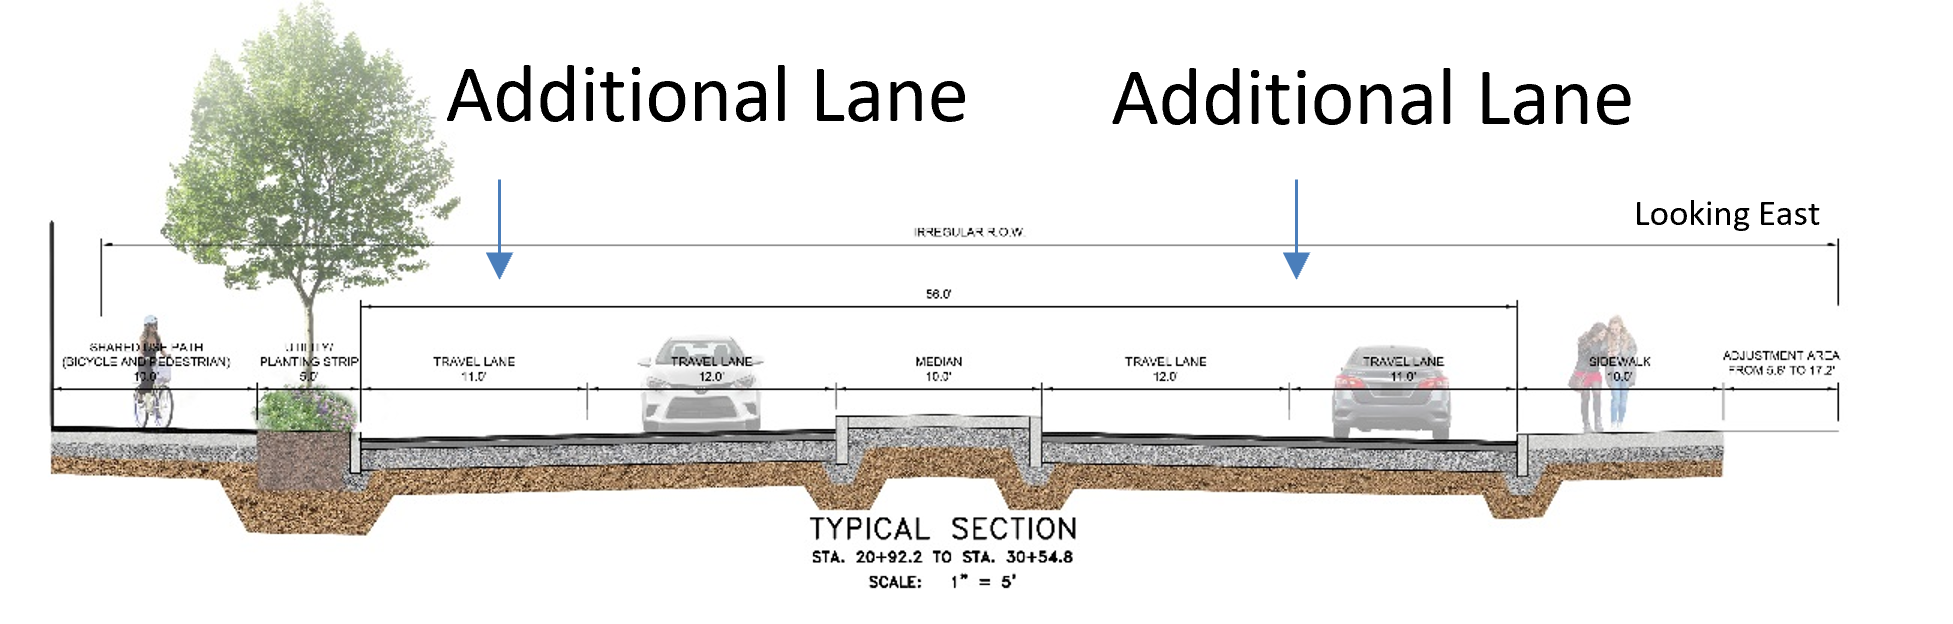 Additional Lane
Additional Lane
Looking East
IRREGULAR R.O.W.
56.0'
SHARED USE PATH
(BICYCLE AND PEDESTRIAN)
10.0'
UTILITY/
PLANTING STRIP
5.0'
TRAVEL LANE
11.0'
TRAVEL LANE
12.0'
MEDIAN
10.0'
TRAVEL LANE
12.0'
TRAVEL LANE
11.0'
SIDEWALK
10.0'
ADJUSTMENT AREA
FROM 5.6' TO 17.2'
TYPICAL SECTION
STA. 20+92.2 TO STA. 30+54.8
SCALE: 1" = 5'